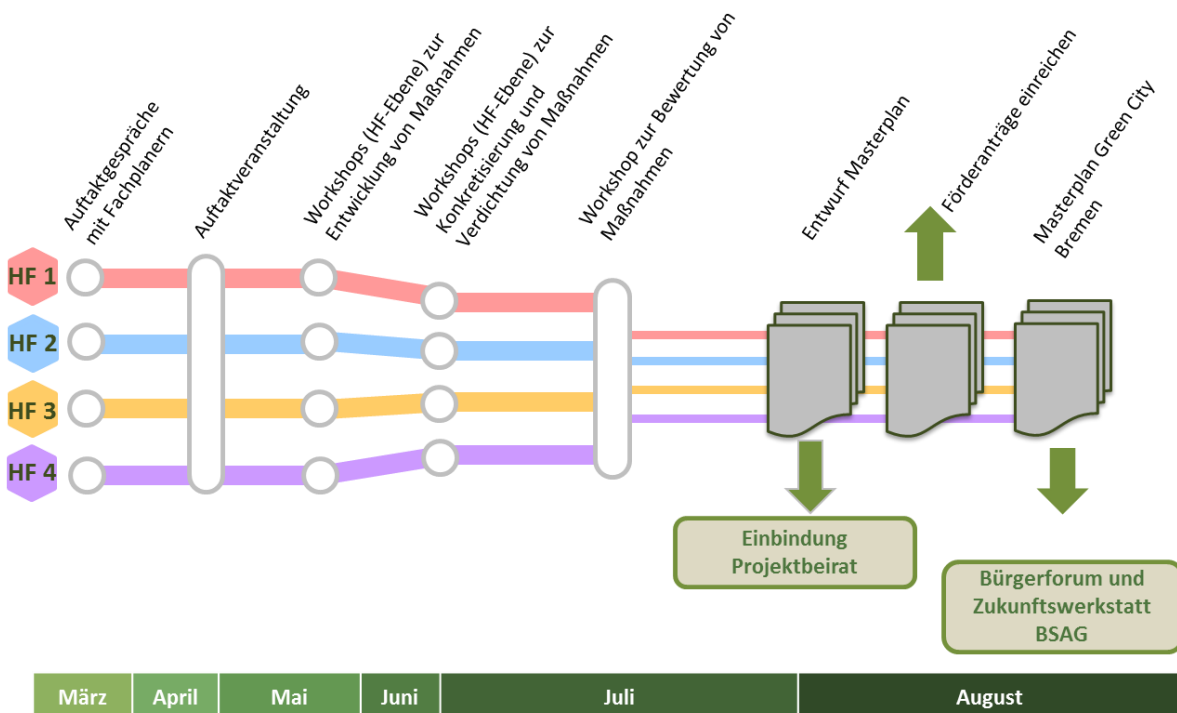 Auftaktgespräche
mit Fachplanern
Auftaktveranstaltung
Workshops (HF-Ebene) zur
Entwicklung von Maßnahmen
Workshops (HF-Ebene) zur
Konkretisierung und
Verdichtung von Maßnahmen
Workshop zur Bewertung von
Maßnahmen
Entwurf Masterplan
Förderanträge einreichen
Masterplan Green City
Bremen
HF 1
HF 2
HF 3
HF 4
Einbindung
Projektbeirat
Bürgerforum und
Zukunftswerkstatt
BSAG
März
April
Mai
Juni
Juli
August